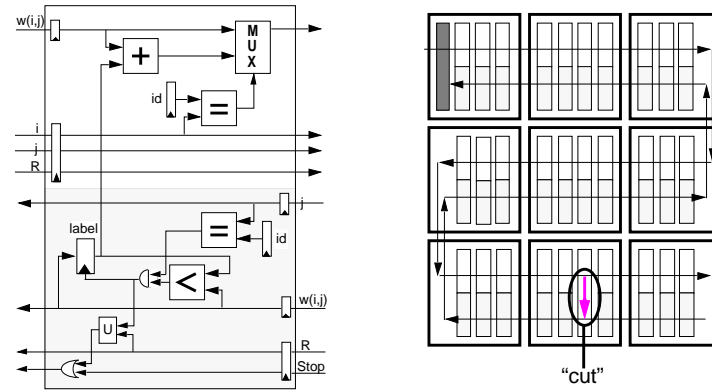 w(i,j)
+
M
U
X
id
=
i
j
R
j
label
=
id
<
w(i,j)
U
R
Stop
“cut”